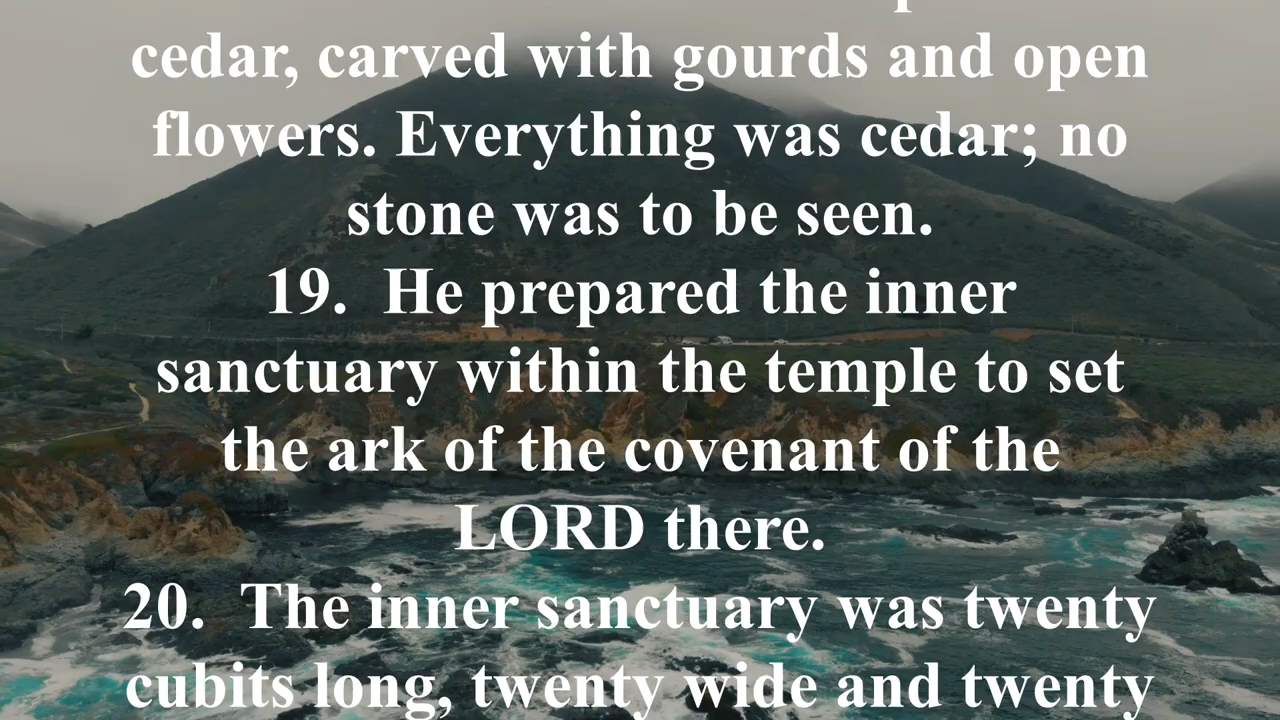 cedar, carved with gourds and open
flowers. Everything was cedar; no
stone was to be seen.
19.  He prepared the inner
sanctuary within the temple to set
the ark of the covenant of the
LORD there.
20.  The inner sanctuary was twenty
cubits long, twenty wide and twenty